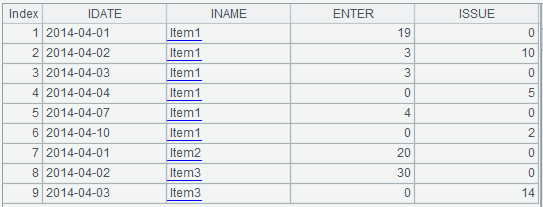 Index IDATE INAME ENTER ISSUE
1 2014-04-01 Item1 19 0
2 2014-04-02 Item1 3 10
3 2014-04-03 Item1 3 0
4 2014-04-04 Item1 0 5
5 2014-04-07 Item1 4 0
6 2014-04-10 Item1 0 2
7 2014-04-01 Item2 20 0
8 2014-04-02 Item3 30 0
9 2014-04-03 Item3 0 14